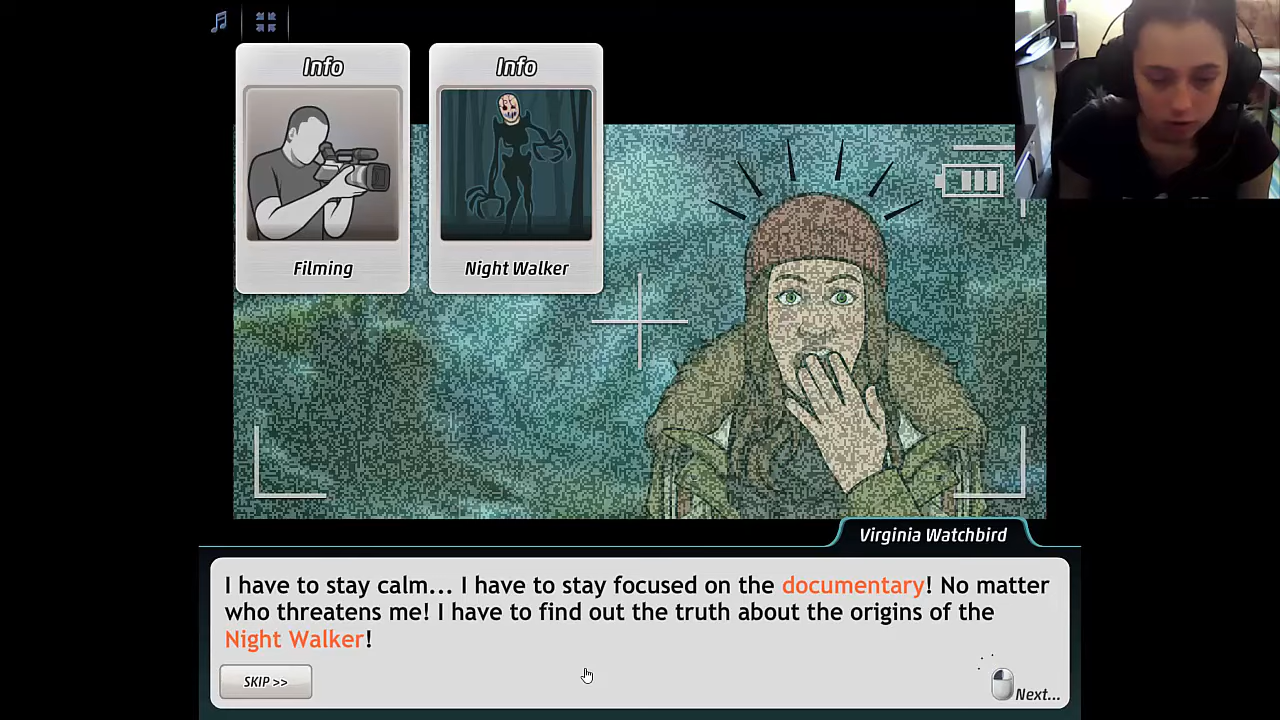 Info
Info
Filming
Night Walker
Virginia Watchbird
I have to stay calm... I have to stay focused on the documentary! No matter
who threatens me! I have to find out the truth about the origins of the
Night Walker!
SKIP >>
Next...